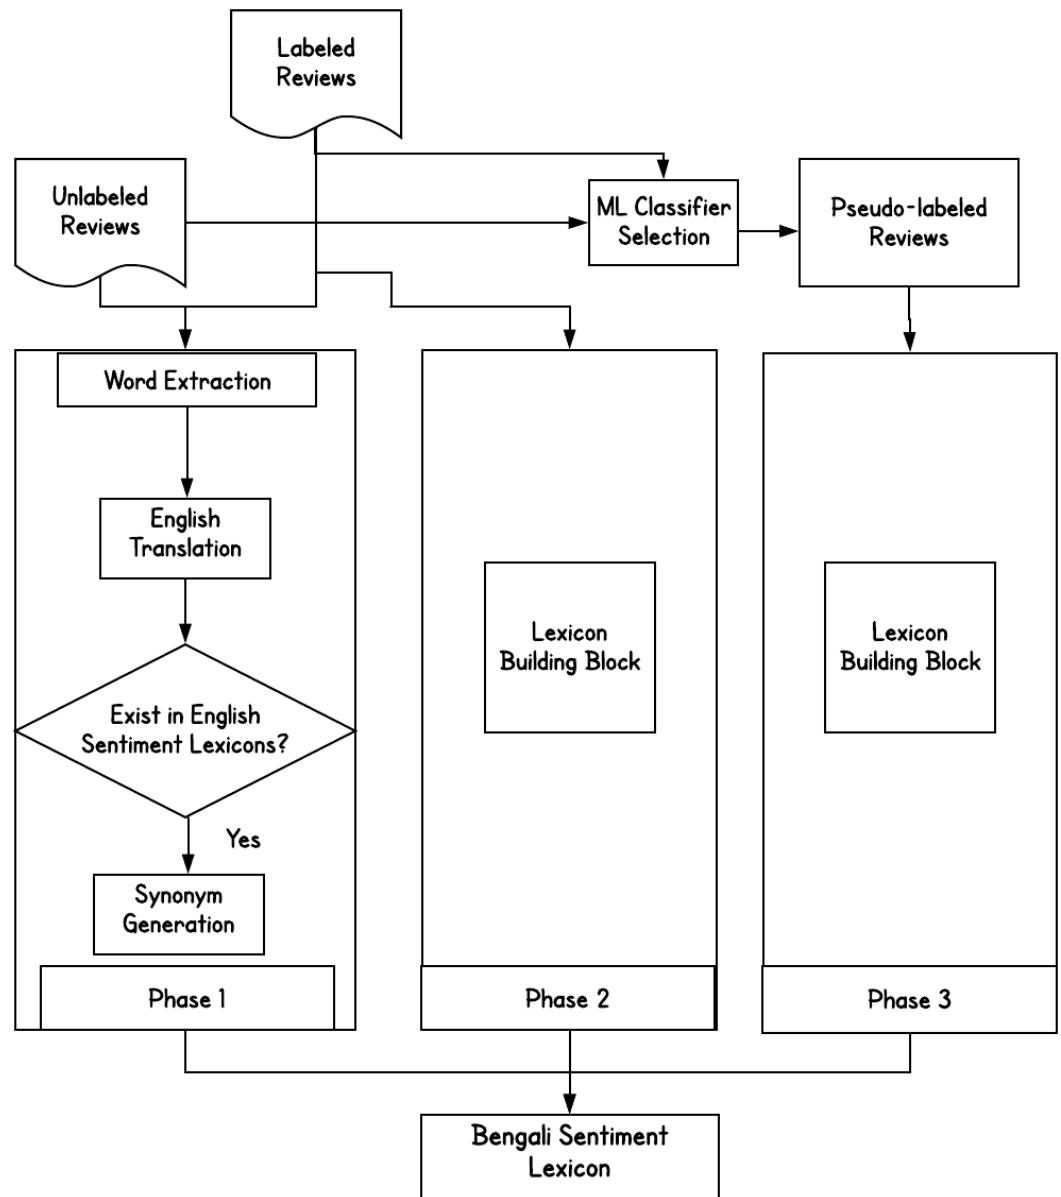 Labeled
Reviews
Unlabeled
Reviews
ML Classifier
Selection
Pseudo-labeled
Reviews
Word Extraction
English
Translation
Exist in English
Sentiment Lexicons?
Yes
Synonym
Generation
Phase 1
Lexicon
Building Block
Phase 2
Lexicon
Building Block
Phase 3
Bengali Sentiment
Lexicon